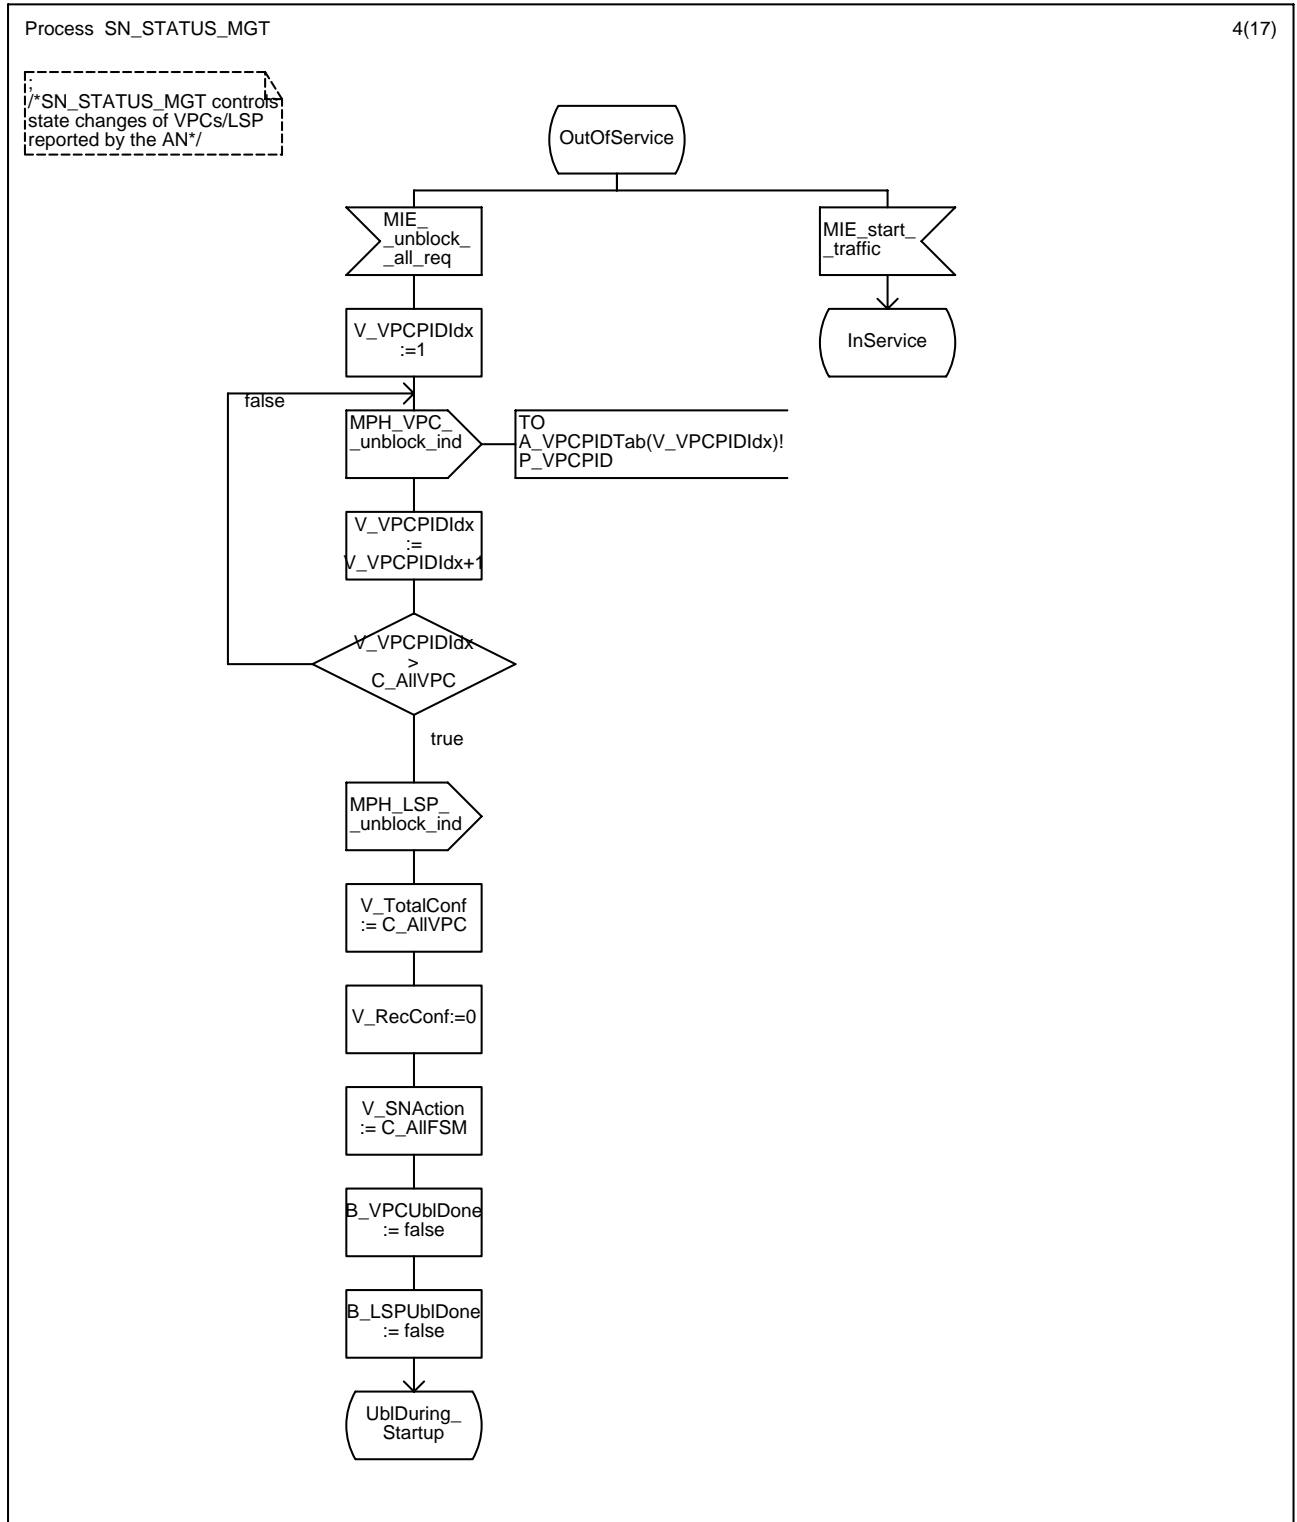 Process SN_STATUS_MGT
4(17)
;
/*SN_STATUS_MGT controls
state changes of VPCs/LSP
reported by the AN*/
OutOfService
MIE_
_unblock_
_all_req
MIE_start_
_traffic
V_VPCPIDIdx
:=1
InService
false
MPH_VPC_
_unblock_ind
TO
A_VPCPIDTab(V_VPCPIDIdx)!
P_VPCPID
V_VPCPIDIdx
:=
V_VPCPIDIdx+1
V_VPCPIDIdx
>
C_AllVPC
true
MPH_LSP_
_unblock_ind
V_TotalConf
:= C_AllVPC
V_RecConf:=0
V_SNAction
:= C_AllFSM
B_VPCUblDone
:= false
B_LSPUblDone
:= false
UblDuring_
Startup